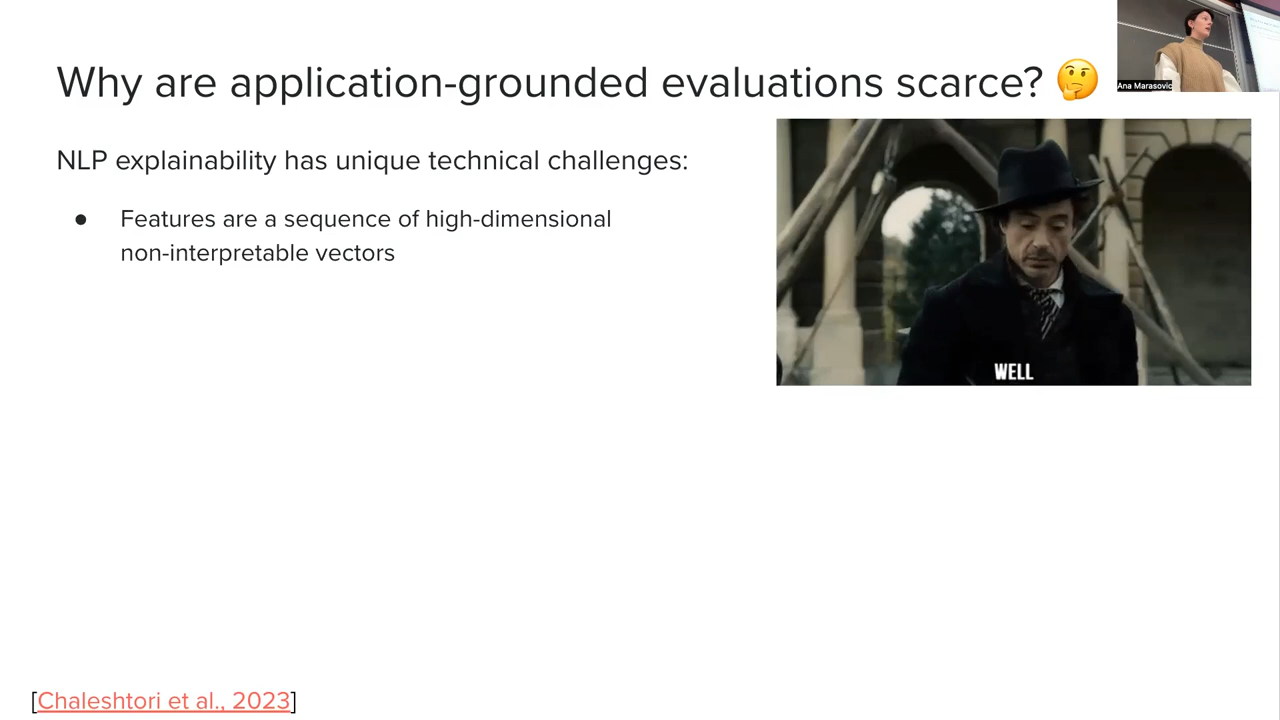 Why are application-grounded evaluations scarce? 🤔
Ana Marasovic
NLP explainability has unique technical challenges:
● Features are a sequence of high-dimensional
non-interpretable vectors
WELL
[Chaleshtori et al., 2023]